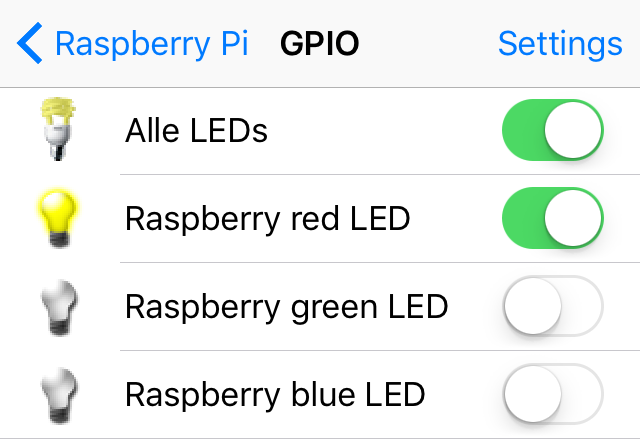 Raspberry Pi GPIO Settings
Alle LEDs
Raspberry red LED
Raspberry green LED
Raspberry blue LED